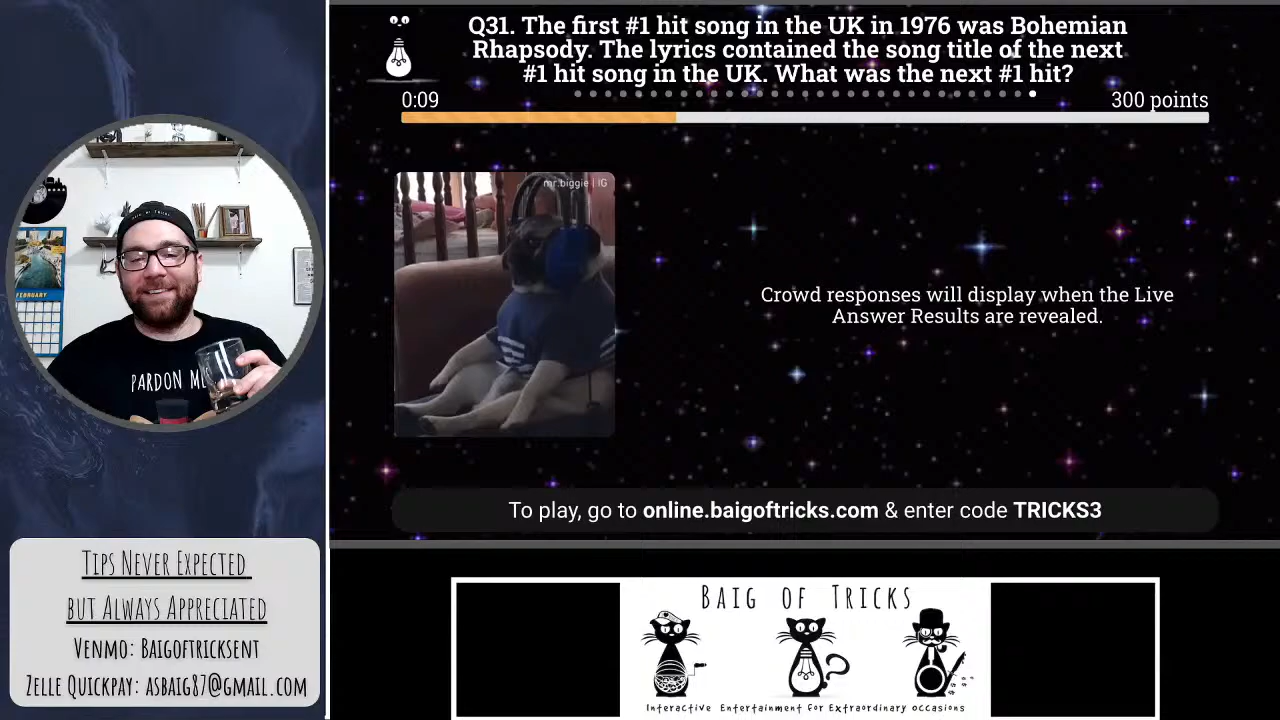 Q31. The first #1 hit song in the UK in 1976 was Bohemian
Rhapsody. The lyrics contained the song title of the next
#1 hit song in the UK. What was the next #1 hit?
0:09
300 points
mr.biggie | IG
FEBRUARY
PARDON M
Crowd responses will display when the Live
Answer Results are revealed.
To play, go to online.baigoftricks.com & enter code TRICKS3
TIPS NEVER EXPECTED
BUT ALWAYS APPRECIATED
VENMO: BAIGOFTRICKSENT
ZELLE QUICKPAY: ASBAIG87@GMAIL.COM
BAIG OF TRICKS
Interactive Entertainment for Extraordinary occasions